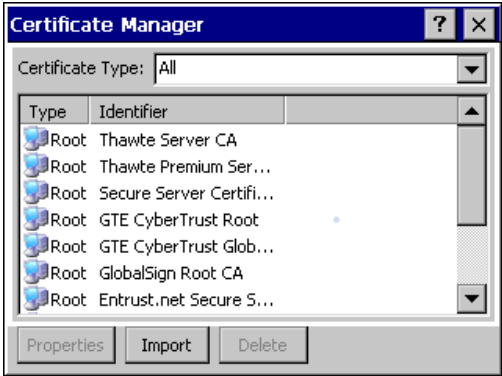 Certificate Manager ? ×
Certificate Type: All
Type Identifier
Root Thawte Server CA
Root Thawte Premium Ser...
Root Secure Server Certifi...
Root GTE CyberTrust Root
Root GTE CyberTrust Glob...
Root GlobalSign Root CA
Root Entrust.net Secure S...
Properties Import Delete